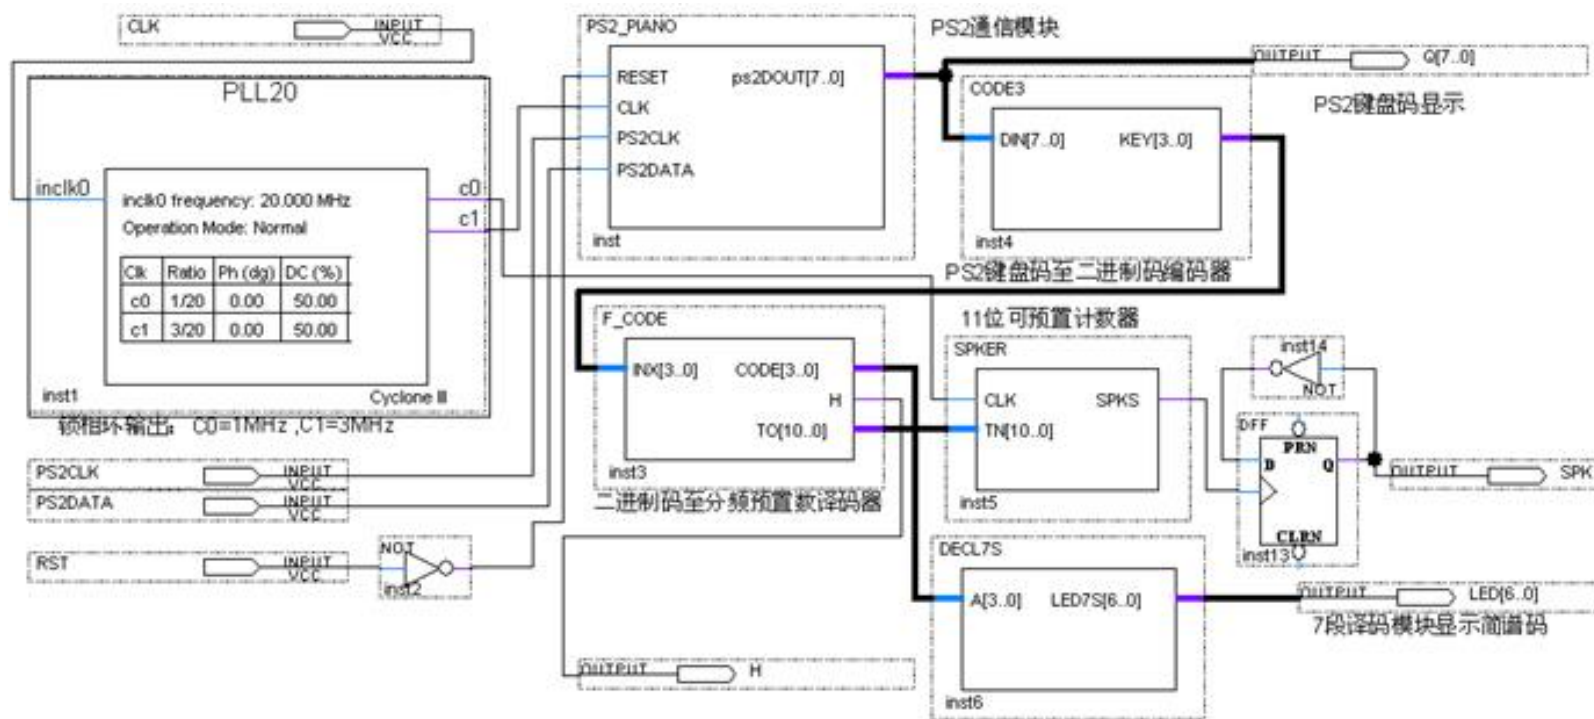 CLK
INPUT
VCC
PLL20
inclk0
inclk0 frequency: 20.000 MHz
Operation Mode: Normal
Clk Ratio Ph (dg) DC (%)
c0 1/20 0.00 50.00
c1 3/20 0.00 50.00
c0
c1
inst1
Cyclone III
锁相环输出: C0=1MHz ,C1=3MHz
PS2_PIANO
RESET
CLK
PS2CLK
PS2DATA
ps2DOUT[7..0]
inst
PS2通信模块
OUTPUT
Q[7..0]
PS2键盘码显示
CODE3
DIN[7..0]
KEY[3..0]
inst4
PS2键盘码至二进制码编码器
F_CODE
INX[3..0]
CODE[3..0]
H
TO[10..0]
inst3
二进制码至分频预置数译码器
11位可预置计数器
SPKER
CLK
SPKS
TN[10..0]
inst5
inst14
NOT
DFF
PRN
D
Q
CLRN
inst13
OUTPUT
SPK
PS2CLK
INPUT
VCC
PS2DATA
INPUT
VCC
RST
INPUT
VCC
NOT
inst2
OUTPUT
H
DECL7S
A[3..0]
LED7S[6..0]
inst6
OUTPUT
LED[6..0]
7段译码模块显示简谱码